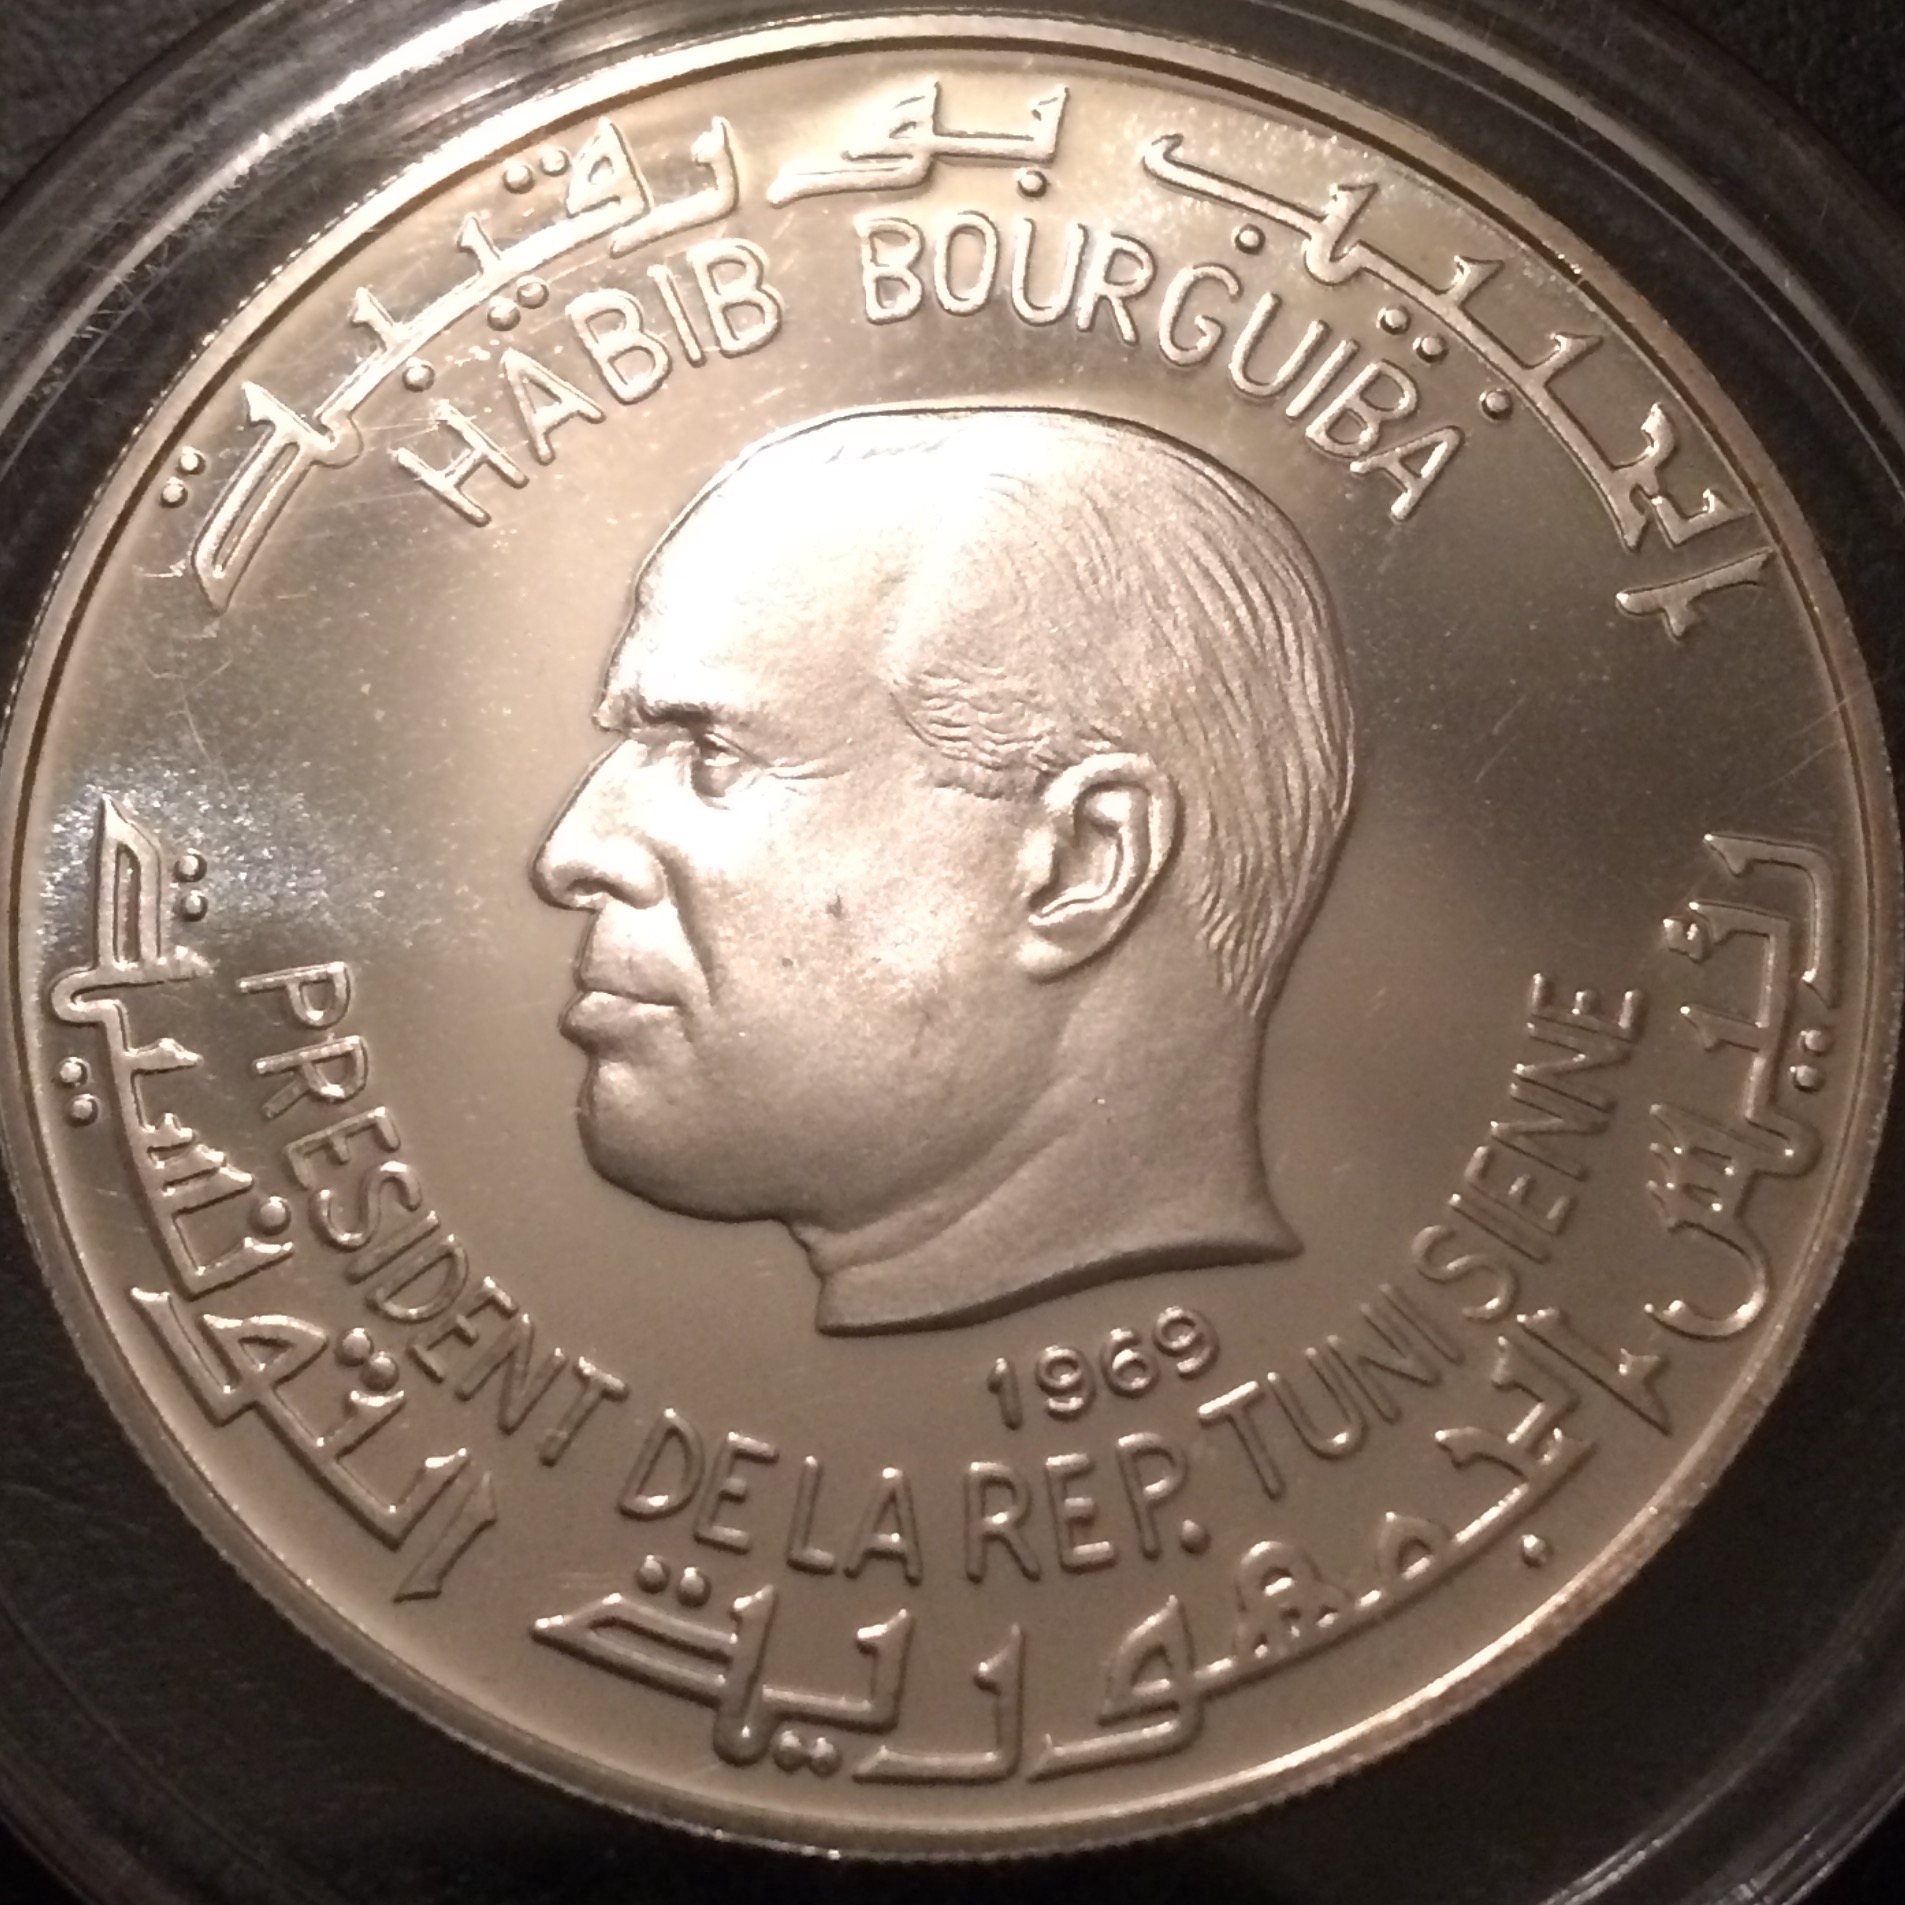 الحبيب بورقيبة
HABIB BOURGUIBA
1969
PRESIDENT DE LA REP. TUNISIENNE
رئيس الجمهورية التونسية